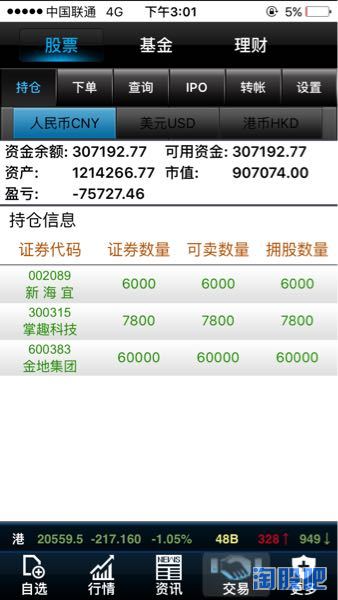 中国联通 4G 下午3:01 5%
股票 基金 理财
持仓 下单 查询 IPO 转帐 设置
人民币CNY 美元USD 港币HKD
资金余额: 307192.77 可用资金: 307192.77
资产: 1214266.77 市值: 907074.00
盈亏: -75727.46
持仓信息
证券代码 证券数量 可卖数量 拥股数量
002089
新海宜 6000 6000 6000
300315
掌趣科技 7800 7800 7800
600383
金地集团 60000 60000 60000
港 20559.5 -217.160 -1.05% 48B 328↑ 949↓
NEWS
自选 行情 资讯 交易 更多
淘股吧